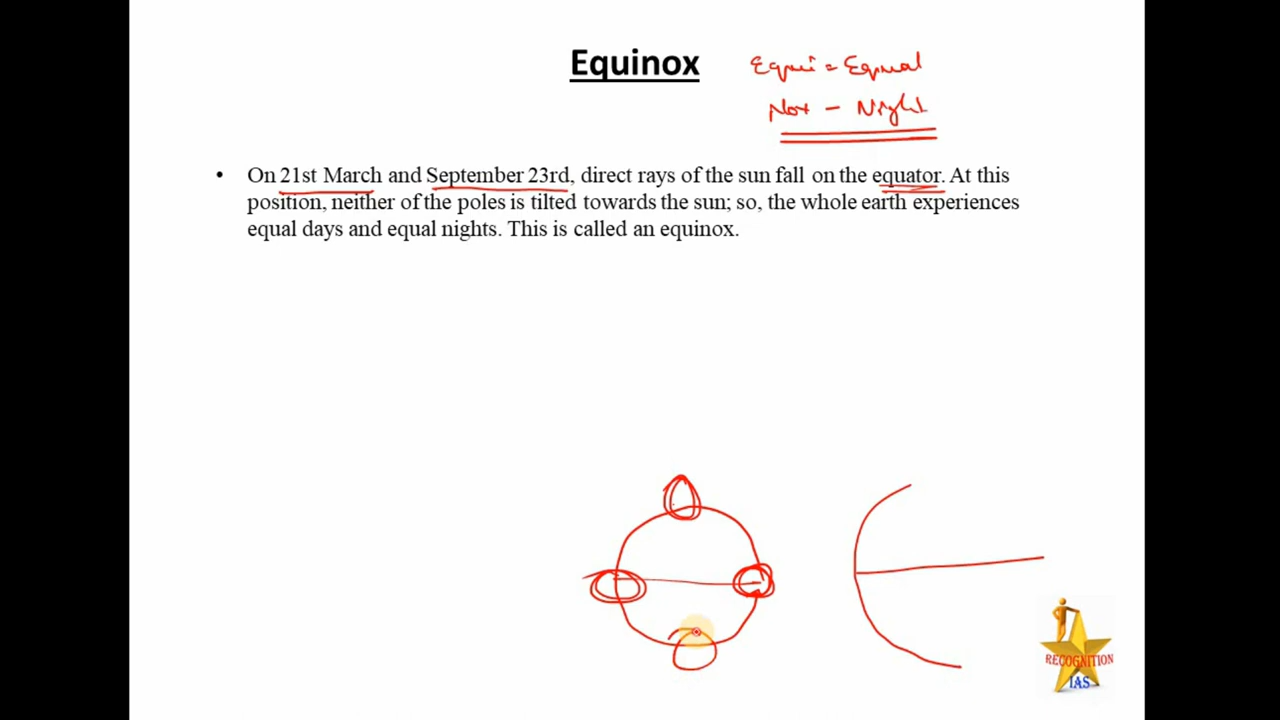 Equinox
Equi = Equal
Nox - Night
• On 21st March and September 23rd, direct rays of the sun fall on the equator. At this
position, neither of the poles is tilted towards the sun; so, the whole earth experiences
equal days and equal nights. This is called an equinox.
RECOGNITION
IAS